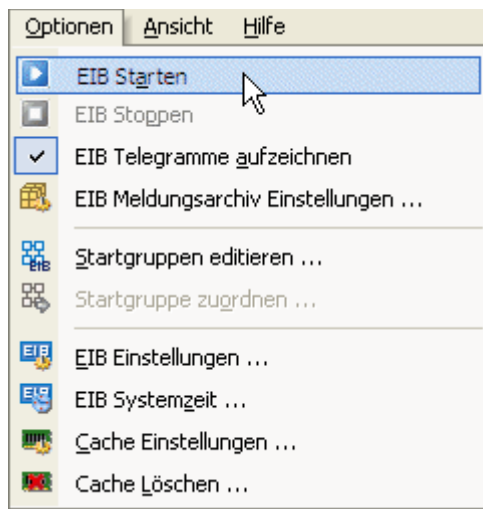 Optionen Ansicht Hilfe
EIB Starten
EIB Stoppen
EIB Telegramme aufzeichnen
EIB Meldungsarchiv Einstellungen ...
Startgruppen editieren ...
Startgruppe zuordnen ...
EIB Einstellungen ...
EIB Systemzeit ...
Cache Einstellungen ...
Cache Löschen ...